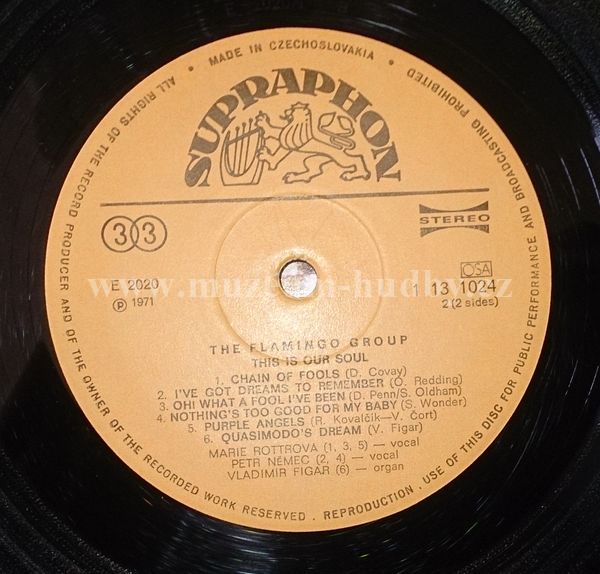 ALL RIGHTS OF THE RECORD PRODUCER AND OF THE OWNER OF THE RECORDED WORK RESERVED . REPRODUCTION . USE OF THIS DISC FOR PUBLIC PERFORMANCE AND BROADCASTING PROHIBITED
• MADE IN CZECHOSLOVAKIA •
SUPRAPHON
33
STEREO
E 2020
OSA
1 13 1024
℗ 1971
2 (2 sides)
www.muzeum-hudby.cz
THE FLAMINGO GROUP
THIS IS OUR SOUL
1. CHAIN OF FOOLS (D. Covay)
2. I'VE GOT DREAMS TO REMEMBER (O. Redding)
3. OH! WHAT A FOOL I'VE BEEN (D. Penn/S. Oldham)
4. NOTHING'S TOO GOOD FOR MY BABY (S. Wonder)
5. PURPLE ANGELS (R. Kovalčík—V. Čort)
6. QUASIMODO'S DREAM (V. Figar)
MARIE ROTTROVÁ (1, 3, 5) — vocal
PETR NĚMEC (2, 4) — vocal
VLADIMÍR FIGAR (6) — organ